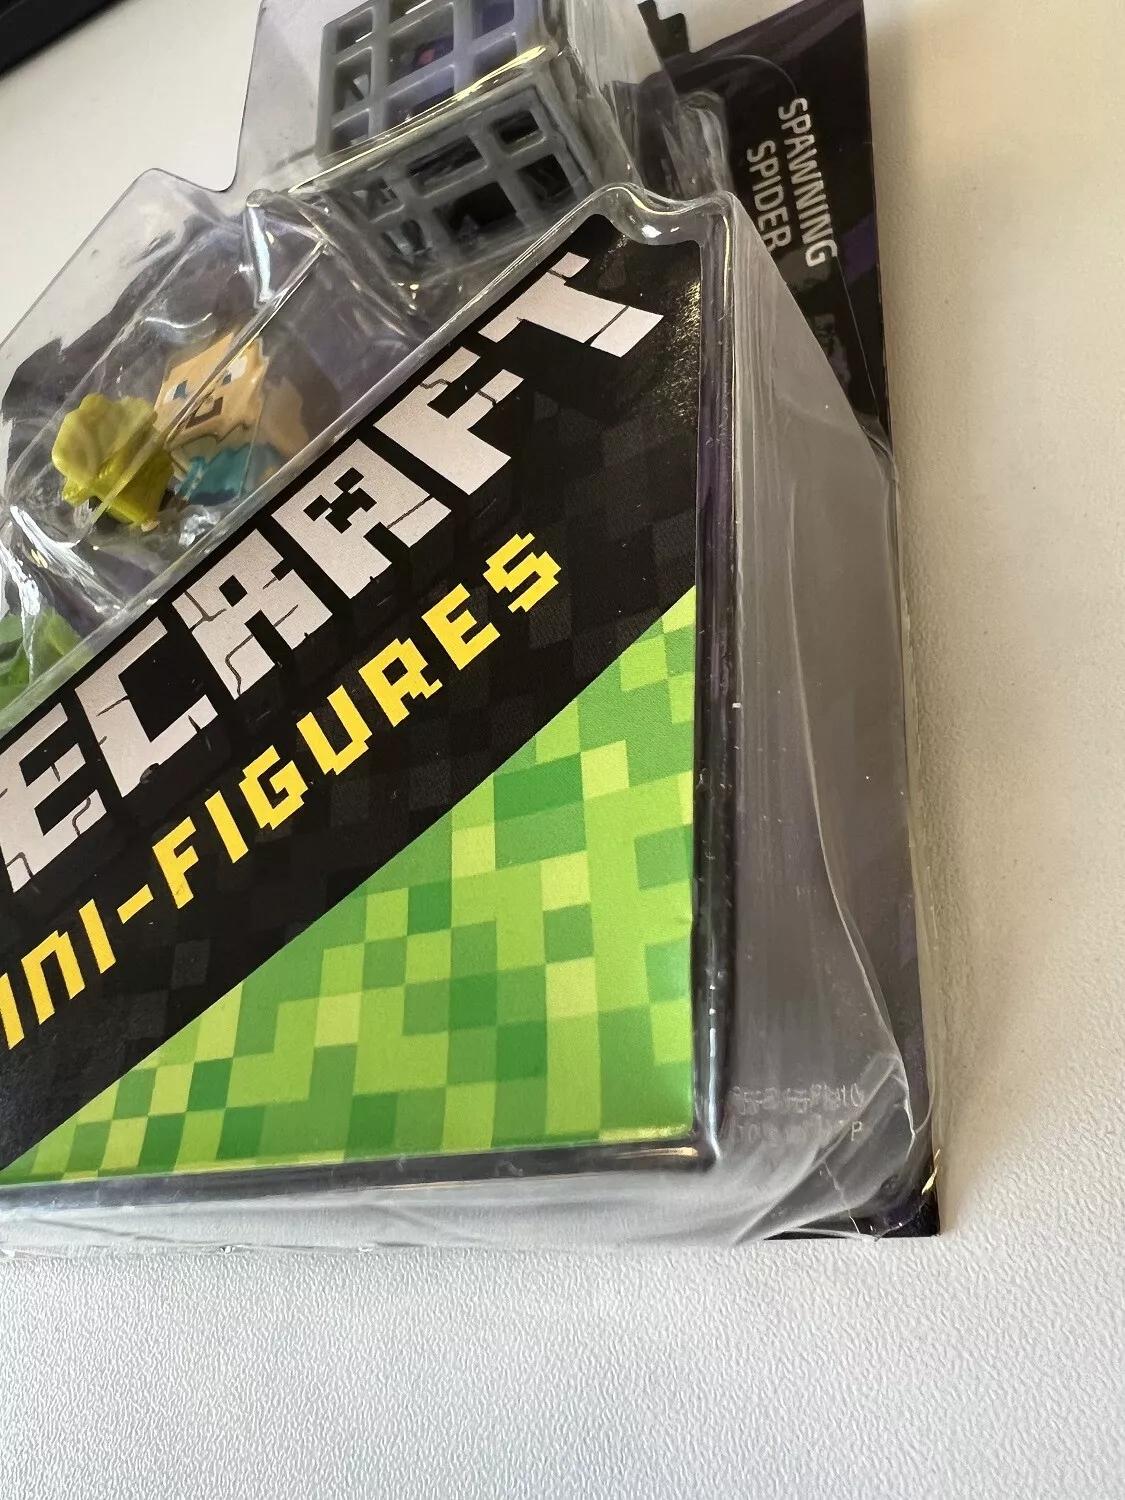 SPAWNING
SPIDER
ECRAFT
INI-FIGURES